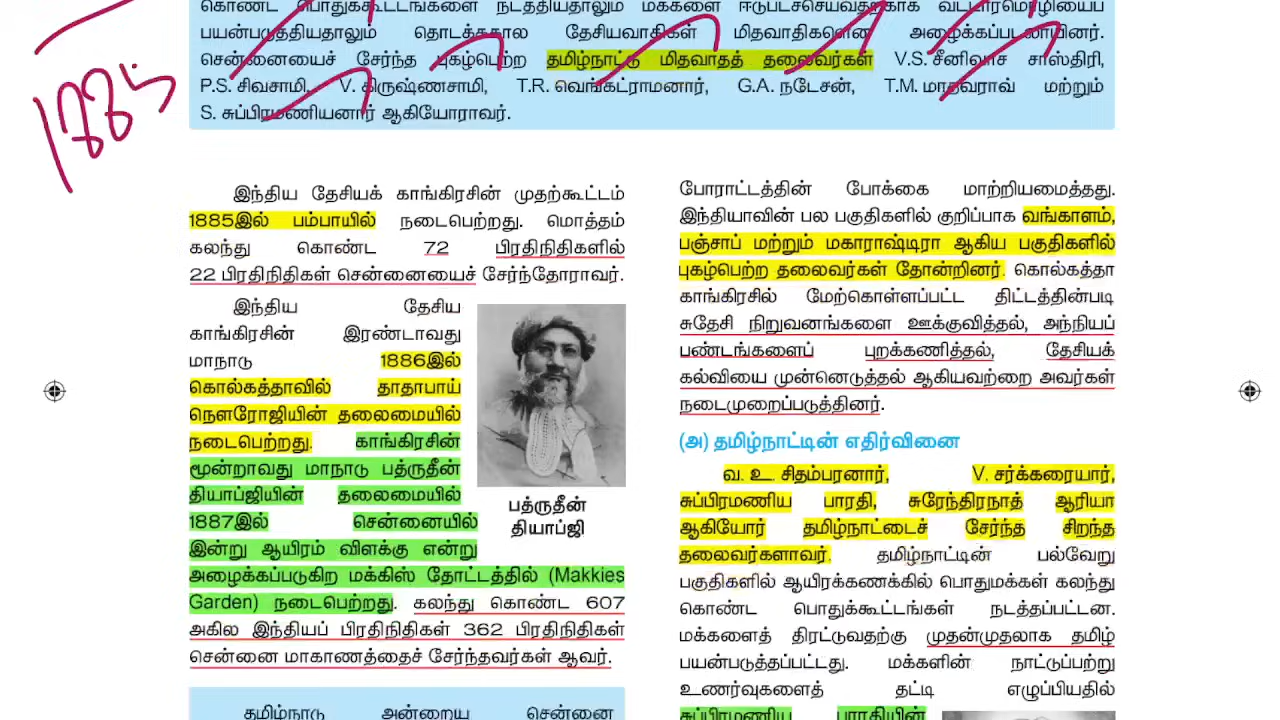 கொண்ட பொதுக்கூட்டங்களை நடத்தியதாலும் மக்களை ஈடுபடச்செய்வதற்காக வட்டாரமொழியைப்
பயன்படுத்தியதாலும் தொடக்ககால தேசியவாதிகள் மிதவாதிகளென அழைக்கப்பட்டனர்.
சென்னையைச் சேர்ந்த புகழ்பெற்ற தமிழ்நாட்டு மிதவாதத் தலைவர்கள் V.S. சீனிவாச சாஸ்திரி,
P.S. சிவசாமி, V. கிருஷ்ணசாமி, T.R. வெங்கட்ராமனார், G.A. நடேசன், T.M. மாதவராவ் மற்றும்
S. சுப்பிரமணியனார் ஆகியோராவர்.
1885
இந்திய தேசியக் காங்கிரசின் முதற்கூட்டம்
1885இல் பம்பாயில் நடைபெற்றது. மொத்தம்
கலந்து கொண்ட 72 பிரதிநிதிகளில்
22 பிரதிநிதிகள் சென்னையைச் சேர்ந்தோராவர்.
இந்திய தேசிய
காங்கிரசின் இரண்டாவது
மாநாடு 1886இல்
கொல்கத்தாவில் தாதாபாய்
நௌரோஜியின் தலைமையில்
நடைபெற்றது. காங்கிரசின்
மூன்றாவது மாநாடு பத்ருதீன்
தியாப்ஜியின் தலைமையில்
1887இல் சென்னையில்
இன்று ஆயிரம் விளக்கு என்று
அழைக்கப்படுகிற மக்கிஸ் தோட்டத்தில் (Makkies
Garden) நடைபெற்றது. கலந்து கொண்ட 607
அகில இந்தியப் பிரதிநிதிகள் 362 பிரதிநிதிகள்
சென்னை மாகாணத்தைச் சேர்ந்தவர்கள் ஆவர்.
பத்ருதீன்
தியாப்ஜி
தமிழ்நாடு அன்றைய சென்னை
போராட்டத்தின் போக்கை மாற்றியமைத்தது.
இந்தியாவின் பல பகுதிகளில் குறிப்பாக வங்காளம்,
பஞ்சாப் மற்றும் மகாராஷ்டிரா ஆகிய பகுதிகளில்
புகழ்பெற்ற தலைவர்கள் தோன்றினர். கொல்கத்தா
காங்கிரசில் மேற்கொள்ளப்பட்ட திட்டத்தின்படி
சுதேசி நிறுவனங்களை ஊக்குவித்தல், அந்நியப்
பண்டங்களைப் புறக்கணித்தல், தேசியக்
கல்வியை முன்னெடுத்தல் ஆகியவற்றை அவர்கள்
நடைமுறைப்படுத்தினர்.
(அ) தமிழ்நாட்டின் எதிர்வினை
வ. உ. சிதம்பரனார், V. சர்க்கரையார்,
சுப்பிரமணிய பாரதி, சுரேந்திரநாத் ஆரியா
ஆகியோர் தமிழ்நாட்டைச் சேர்ந்த சிறந்த
தலைவர்களாவர். தமிழ்நாட்டின் பல்வேறு
பகுதிகளில் ஆயிரக்கணக்கில் பொதுமக்கள் கலந்து
கொண்ட பொதுக்கூட்டங்கள் நடத்தப்பட்டன.
மக்களைத் திரட்டுவதற்கு முதன்முதலாக தமிழ்
பயன்படுத்தப்பட்டது. மக்களின் நாட்டுப்பற்று
உணர்வுகளைத் தட்டி எழுப்பியதில்
சுப்பிரமணிய பாரதியின்